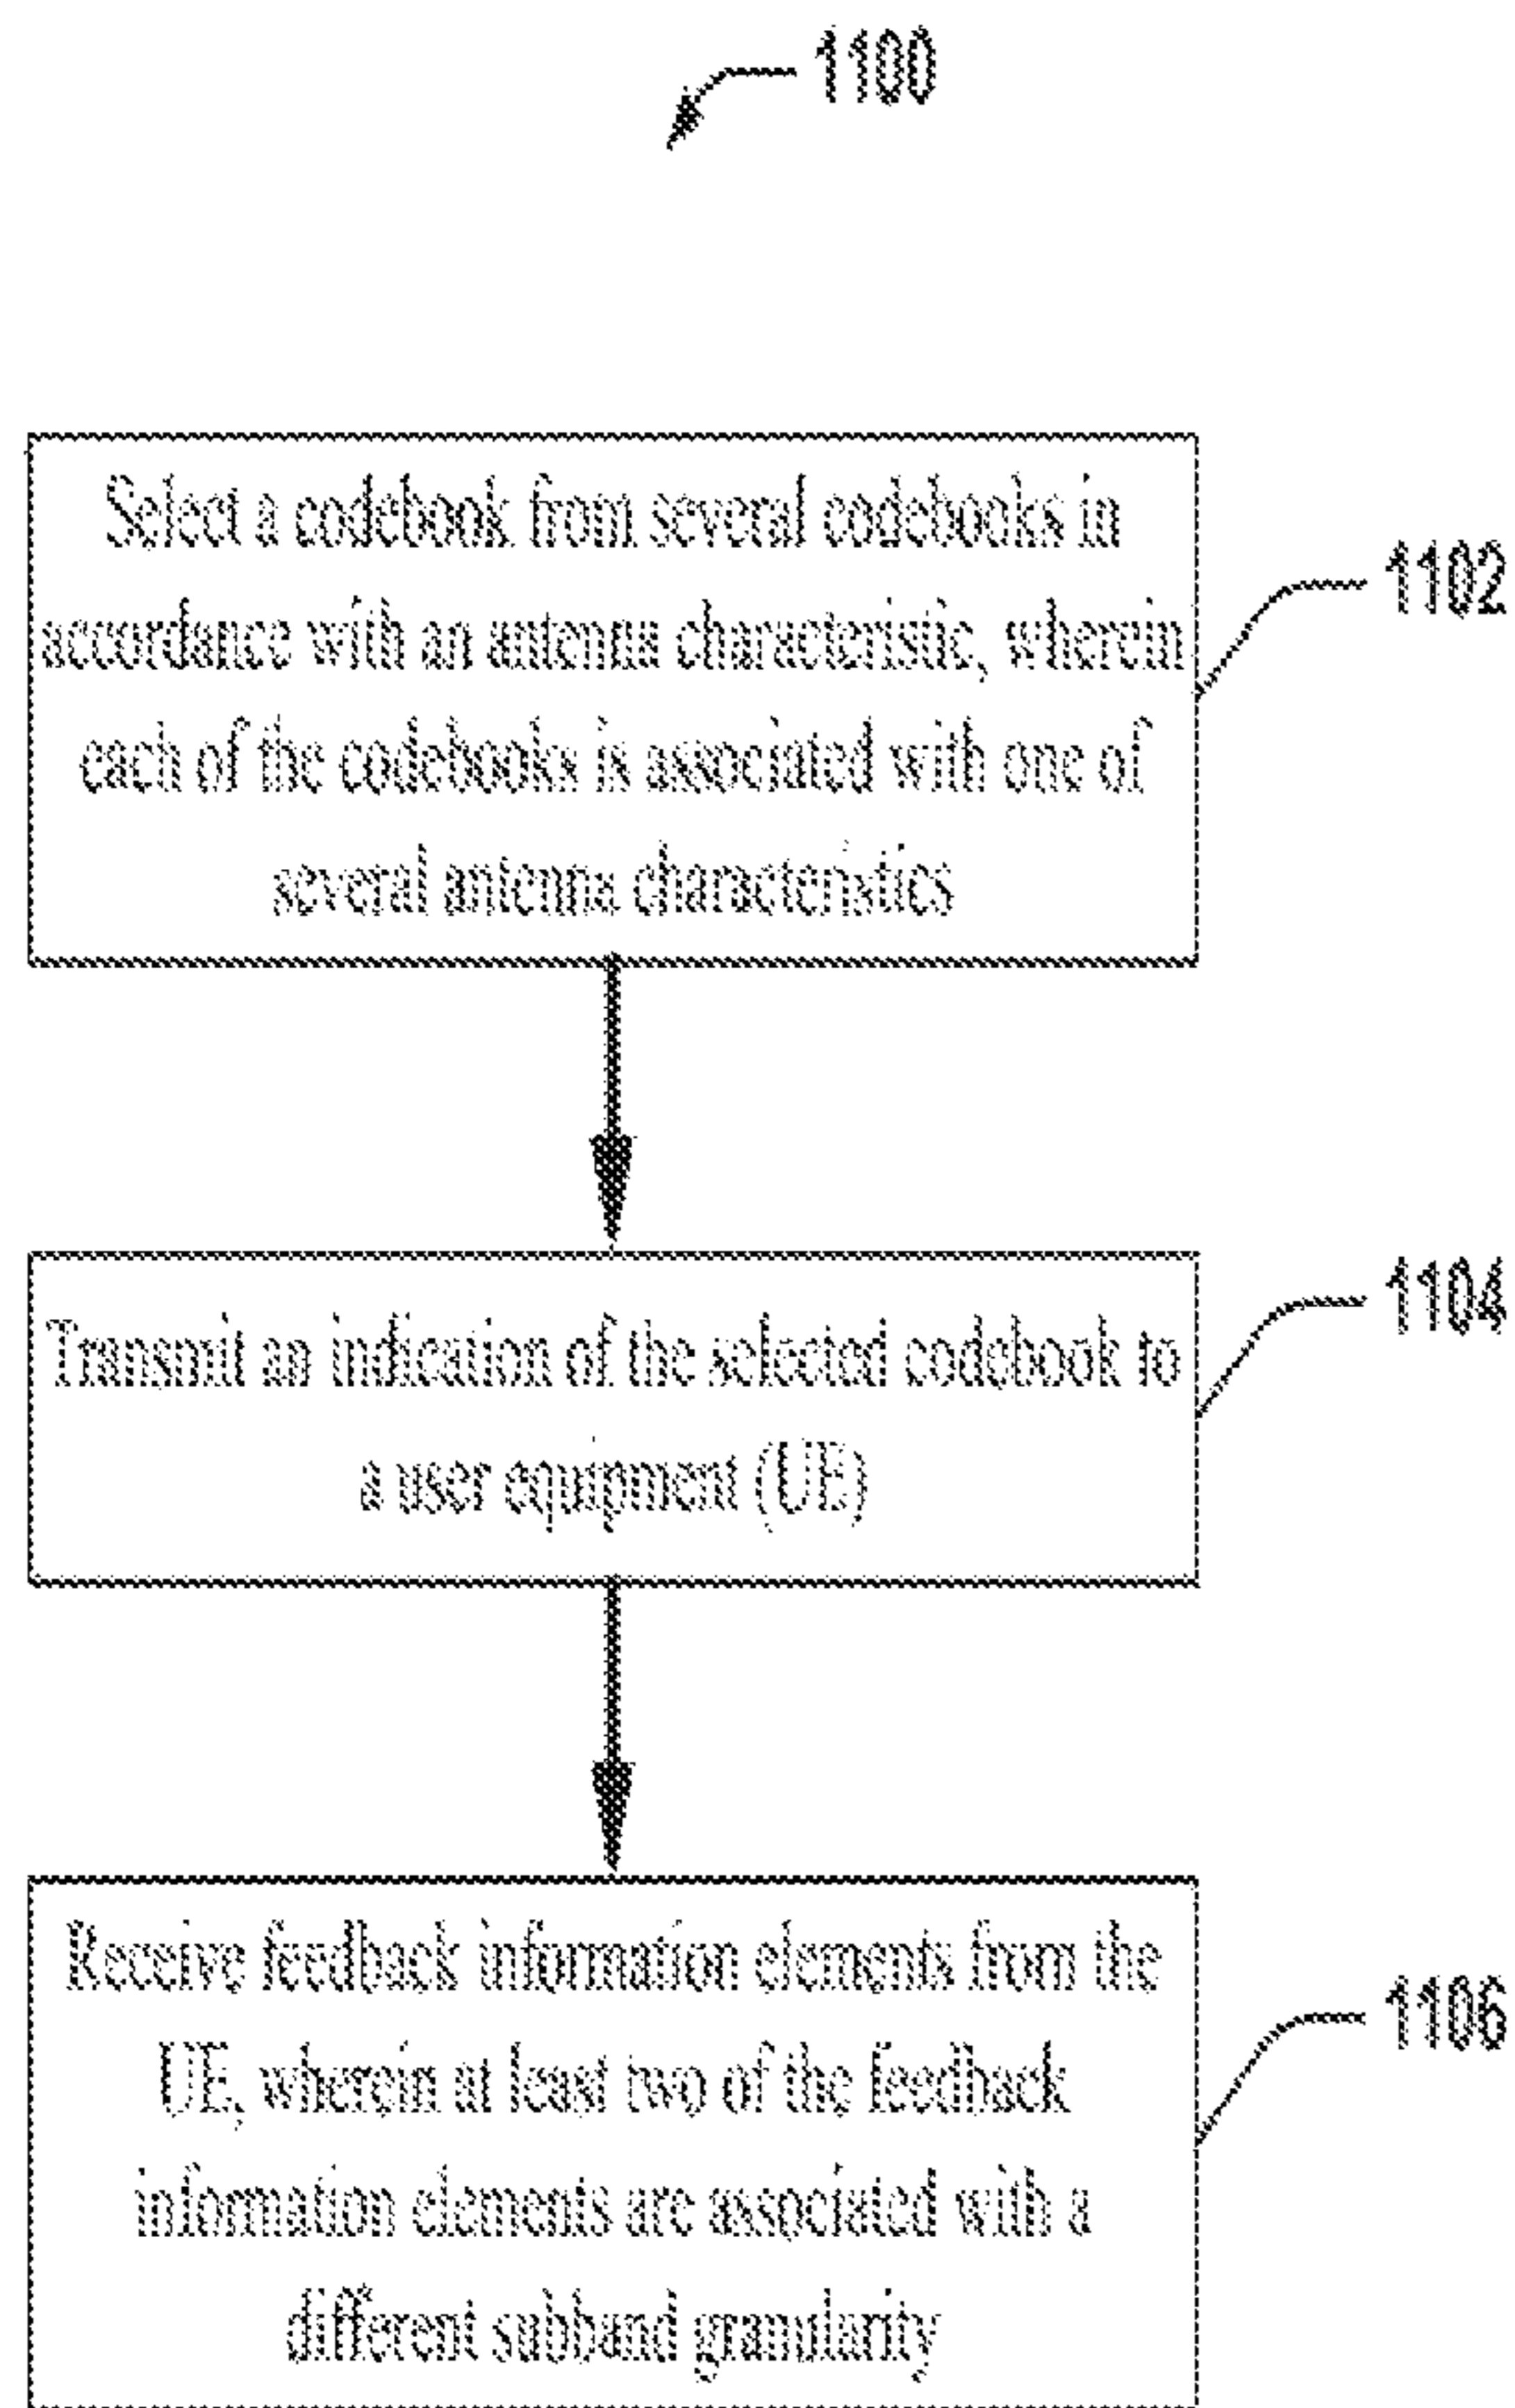 1100
Select a codebook from several codebooks in
accordance with an antenna characteristic, wherein
each of the codebooks is associated with one of
several antenna characteristics
1102
Transmit an indication of the selected codebook to
a user equipment (UE)
1104
Receive feedback information elements from the
UE, wherein at least two of the feedback
information elements are associated with a
different subband granularity
1106